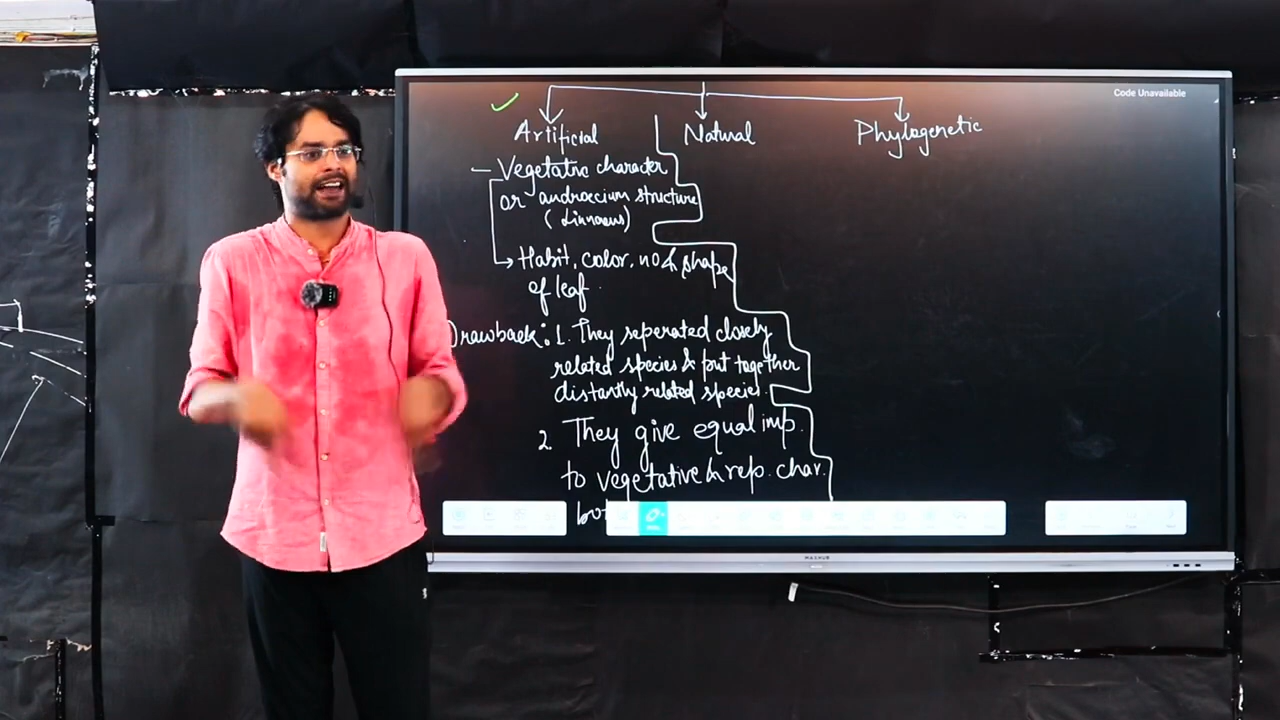 Code Unavailable
Artificial
Natural
Phylogenetic
– Vegetative character
or androecium structure
(Linnaeus)
→ Habit, color, no & shape
of leaf.
Drawback: 1. They seperated closely
related species & put together
distantly related species.
2. They give equal imp.
to vegetative & rep. char.
MAXHUB